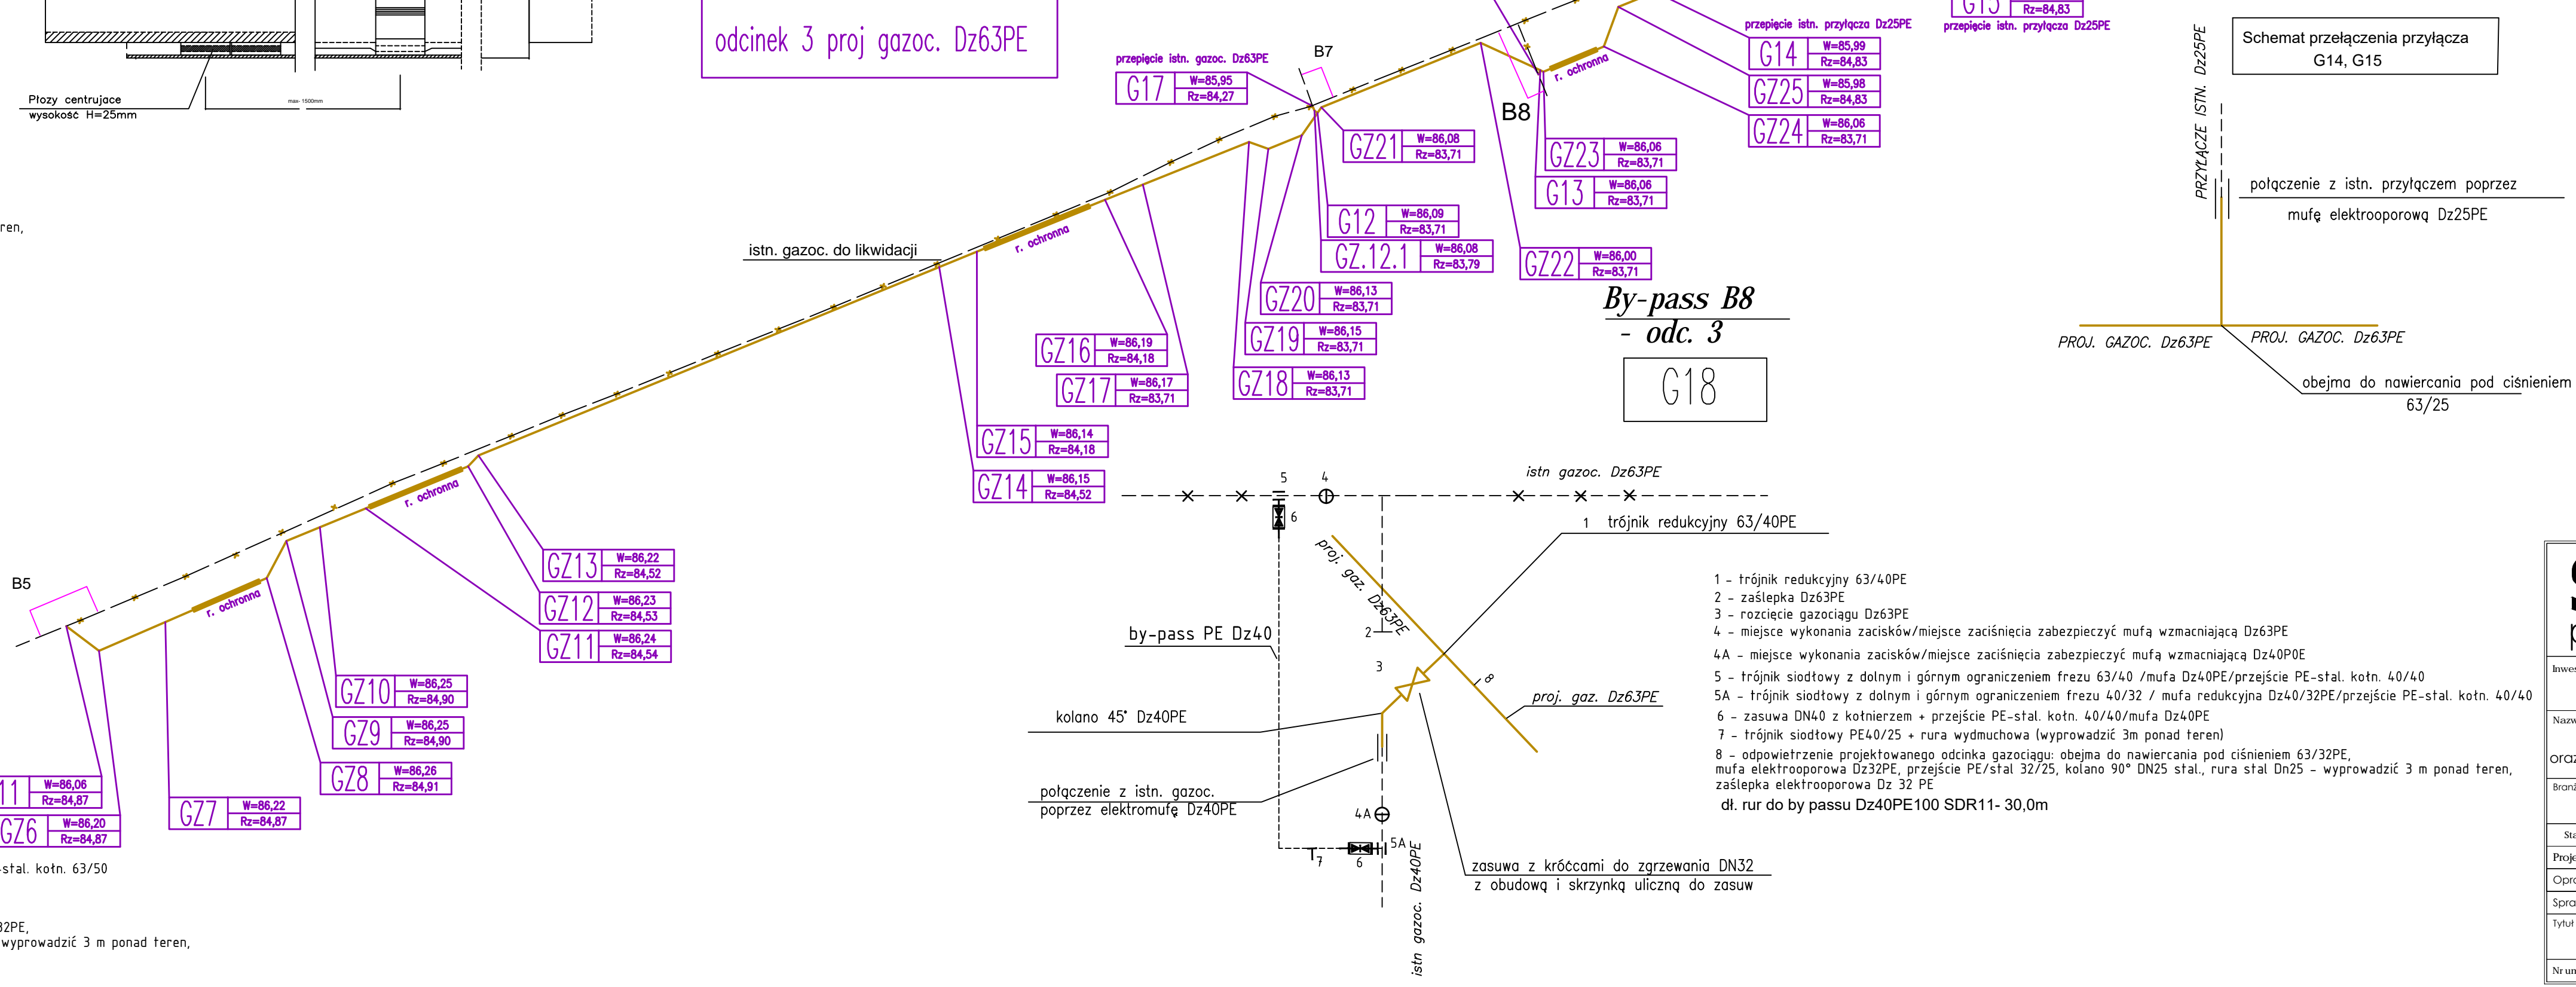 Płozy centrujace
wysokość H=25mm
max- 1500mm
odcinek 3 proj gazoc. Dz63PE
przepięcie istn. gazoc. Dz63PE
G17 W=85,95
Rz=84,27
B7
B8
r. ochronna
przepięcie istn. przyłącza Dz25PE
G14 W=85,99
Rz=84,83
GZ25 W=85,98
Rz=84,83
GZ24 W=86,06
Rz=83,71
G15 Rz=84,83
przepięcie istn. przyłącza Dz25PE
GZ21 W=86,08
Rz=83,71
GZ23 W=86,06
Rz=83,71
G13 W=86,06
Rz=83,71
G12 W=86,09
Rz=83,71
GZ.12.1 W=86,08
Rz=83,79
GZ22 W=86,00
Rz=83,71
GZ20 W=86,13
Rz=83,71
GZ19 W=86,15
Rz=83,71
GZ18 W=86,13
Rz=83,71
r. ochronna
istn. gazoc. do likwidacji
GZ16 W=86,19
Rz=84,18
GZ17 W=86,17
Rz=83,71
GZ15 W=86,14
Rz=84,18
GZ14 W=86,15
Rz=84,52
r. ochronna
GZ13 W=86,22
Rz=84,52
GZ12 W=86,23
Rz=84,53
GZ11 W=86,24
Rz=84,54
B5
r. ochronna
GZ10 W=86,25
Rz=84,90
GZ9 W=86,25
Rz=84,90
GZ8 W=86,26
Rz=84,91
GZ7 W=86,22
Rz=84,87
11 W=86,06
Rz=84,87
GZ6 W=86,20
Rz=84,87
ren,
-stal. kołn. 63/50
32PE,
wyprowadzić 3 m ponad teren,
Schemat przełączenia przyłącza
G14, G15
PRZYŁĄCZE ISTN. Dz25PE
połączenie z istn. przyłączem poprzez
mufę elektrooporową Dz25PE
PROJ. GAZOC. Dz63PE
PROJ. GAZOC. Dz63PE
obejma do nawiercania pod ciśnieniem
63/25
By-pass B8
- odc. 3
G18
istn gazoc. Dz63PE
5
4
6
1 trójnik redukcyjny 63/40PE
proj. gaz. Dz63PE
by-pass PE Dz40
2
3
8
proj. gaz. Dz63PE
kolano 45° Dz40PE
połączenie z istn. gazoc.
poprzez elektromufę Dz40PE
4A
5A
7
6
istn gazoc. Dz40PE
zasuwa z króćcami do zgrzewania DN32
z obudową i skrzynką uliczną do zasuw
1 - trójnik redukcyjny 63/40PE
2 - zaślepka Dz63PE
3 - rozcięcie gazociągu Dz63PE
4 - miejsce wykonania zacisków/miejsce zaciśnięcia zabezpieczyć mufą wzmacniającą Dz63PE
4A - miejsce wykonania zacisków/miejsce zaciśnięcia zabezpieczyć mufą wzmacniającą Dz40P0E
5 - trójnik siodłowy z dolnym i górnym ograniczeniem frezu 63/40 /mufa Dz40PE/przejście PE-stal. kołn. 40/40
5A - trójnik siodłowy z dolnym i górnym ograniczeniem frezu 40/32 / mufa redukcyjna Dz40/32PE/przejście PE-stal. kołn. 40/40
6 - zasuwa DN40 z kołnierzem + przejście PE-stal. kołn. 40/40/mufa Dz40PE
7 - trójnik siodłowy PE40/25 + rura wydmuchowa (wyprowadzić 3m ponad teren)
8 - odpowietrzenie projektowanego odcinka gazociągu: obejma do nawiercania pod ciśnieniem 63/32PE,
mufa elektrooporowa Dz32PE, przejście PE/stal 32/25, kolano 90° DN25 stal., rura stal Dn25 - wyprowadzić 3 m ponad teren,
zaślepka elektrooporowa Dz 32 PE
dł. rur do by passu Dz40PE100 SDR11- 30,0m
Inwes
Nazw
oraz
Branż
Sta
Proje
Opra
Spra
Tytuł
Nr un